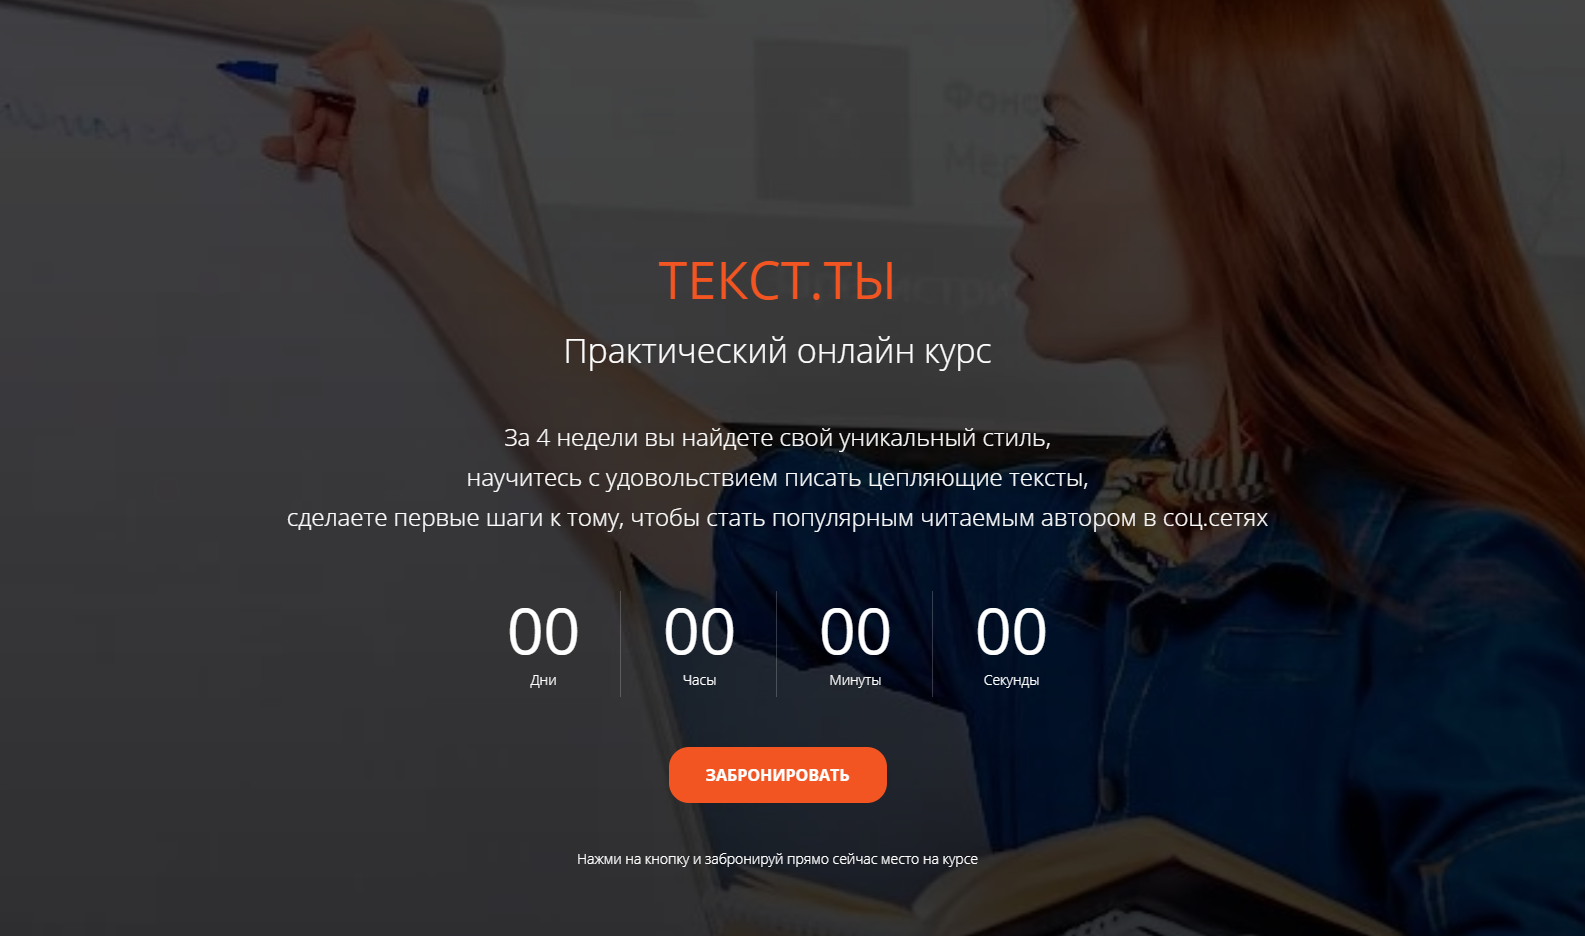 ТЕКСТ.ТЫ
Практический онлайн курс
За 4 недели вы найдете свой уникальный стиль,
научитесь с удовольствием писать цепляющие тексты,
сделаете первые шаги к тому, чтобы стать популярным читаемым автором в соц.сетях
00 00 00 00
Дни Часы Минуты Секунды
ЗАБРОНИРОВАТЬ
Нажми на кнопку и забронируй прямо сейчас место на курсе